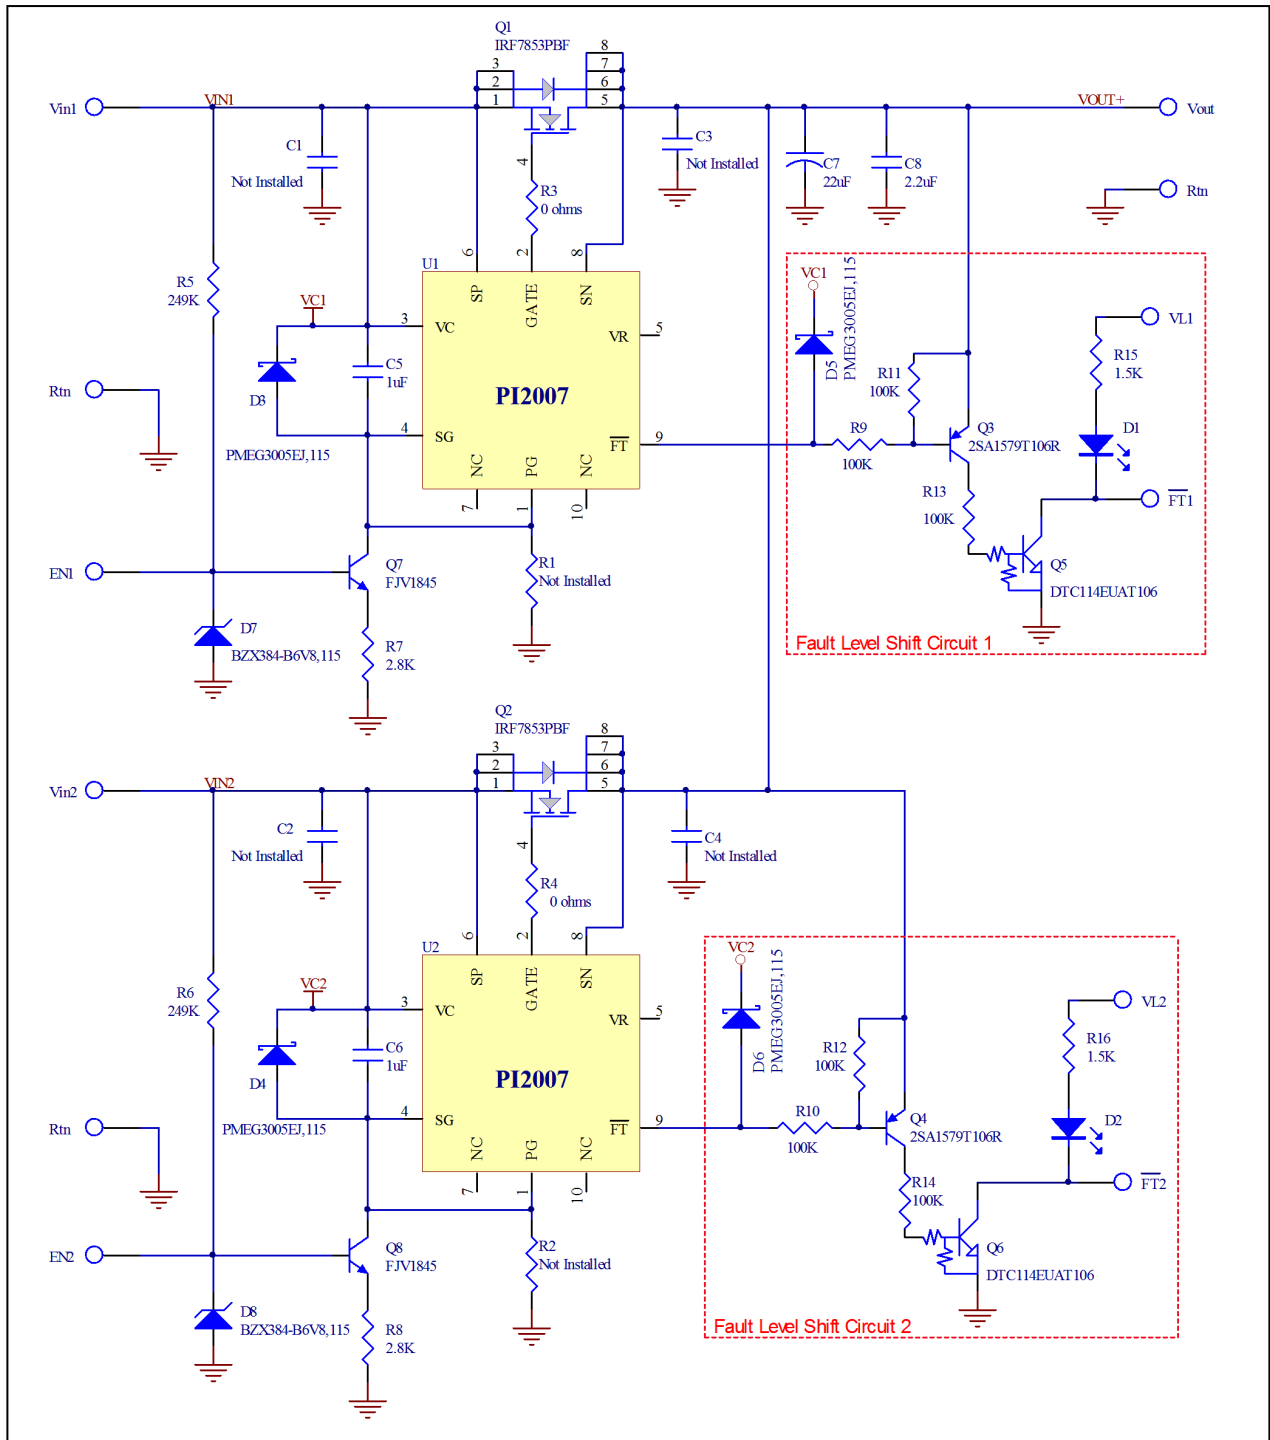 Q1
IRF7853PBF
3
2
1
8
7
6
5
Vin1
VIN1
VOUT+
Vout
C1
Not Installed
4
R3
0 ohms
C3
Not Installed
C7
22uF
C8
2.2uF
Rtn
R5
249K
U1
6
2
8
SP
GATE
SN
VC1
3
VC
VR
5
C5
1uF
D3
PMEG3005EJ,115
PI2007
Rtn
4
SG
FT
9
NC
PG
NC
7
1
10
VC1
D5
PMEG3005EJ,115
R11
100K
R9
100K
Q3
2SA1579T106R
R13
100K
VL1
R15
1.5K
D1
FT1
Q5
DTC114EUAT106
Fault Level Shift Circuit 1
EN1
Q7
FJV1845
R1
Not Installed
D7
BZX384-B6V8,115
R7
2.8K
Q2
IRF7853PBF
3
2
1
8
7
6
5
Vin2
VIN2
C2
Not Installed
4
R4
0 ohms
C4
Not Installed
R6
249K
U2
6
2
8
SP
GATE
SN
VC2
3
VC
VR
5
C6
1uF
D4
PMEG3005EJ,115
PI2007
Rtn
4
SG
FT
9
NC
PG
NC
7
1
10
VC2
D6
PMEG3005EJ,115
R12
100K
R10
100K
Q4
2SA1579T106R
R14
100K
VL2
R16
1.5K
D2
FT2
Q6
DTC114EUAT106
Fault Level Shift Circuit 2
EN2
Q8
FJV1845
R2
Not Installed
D8
BZX384-B6V8,115
R8
2.8K